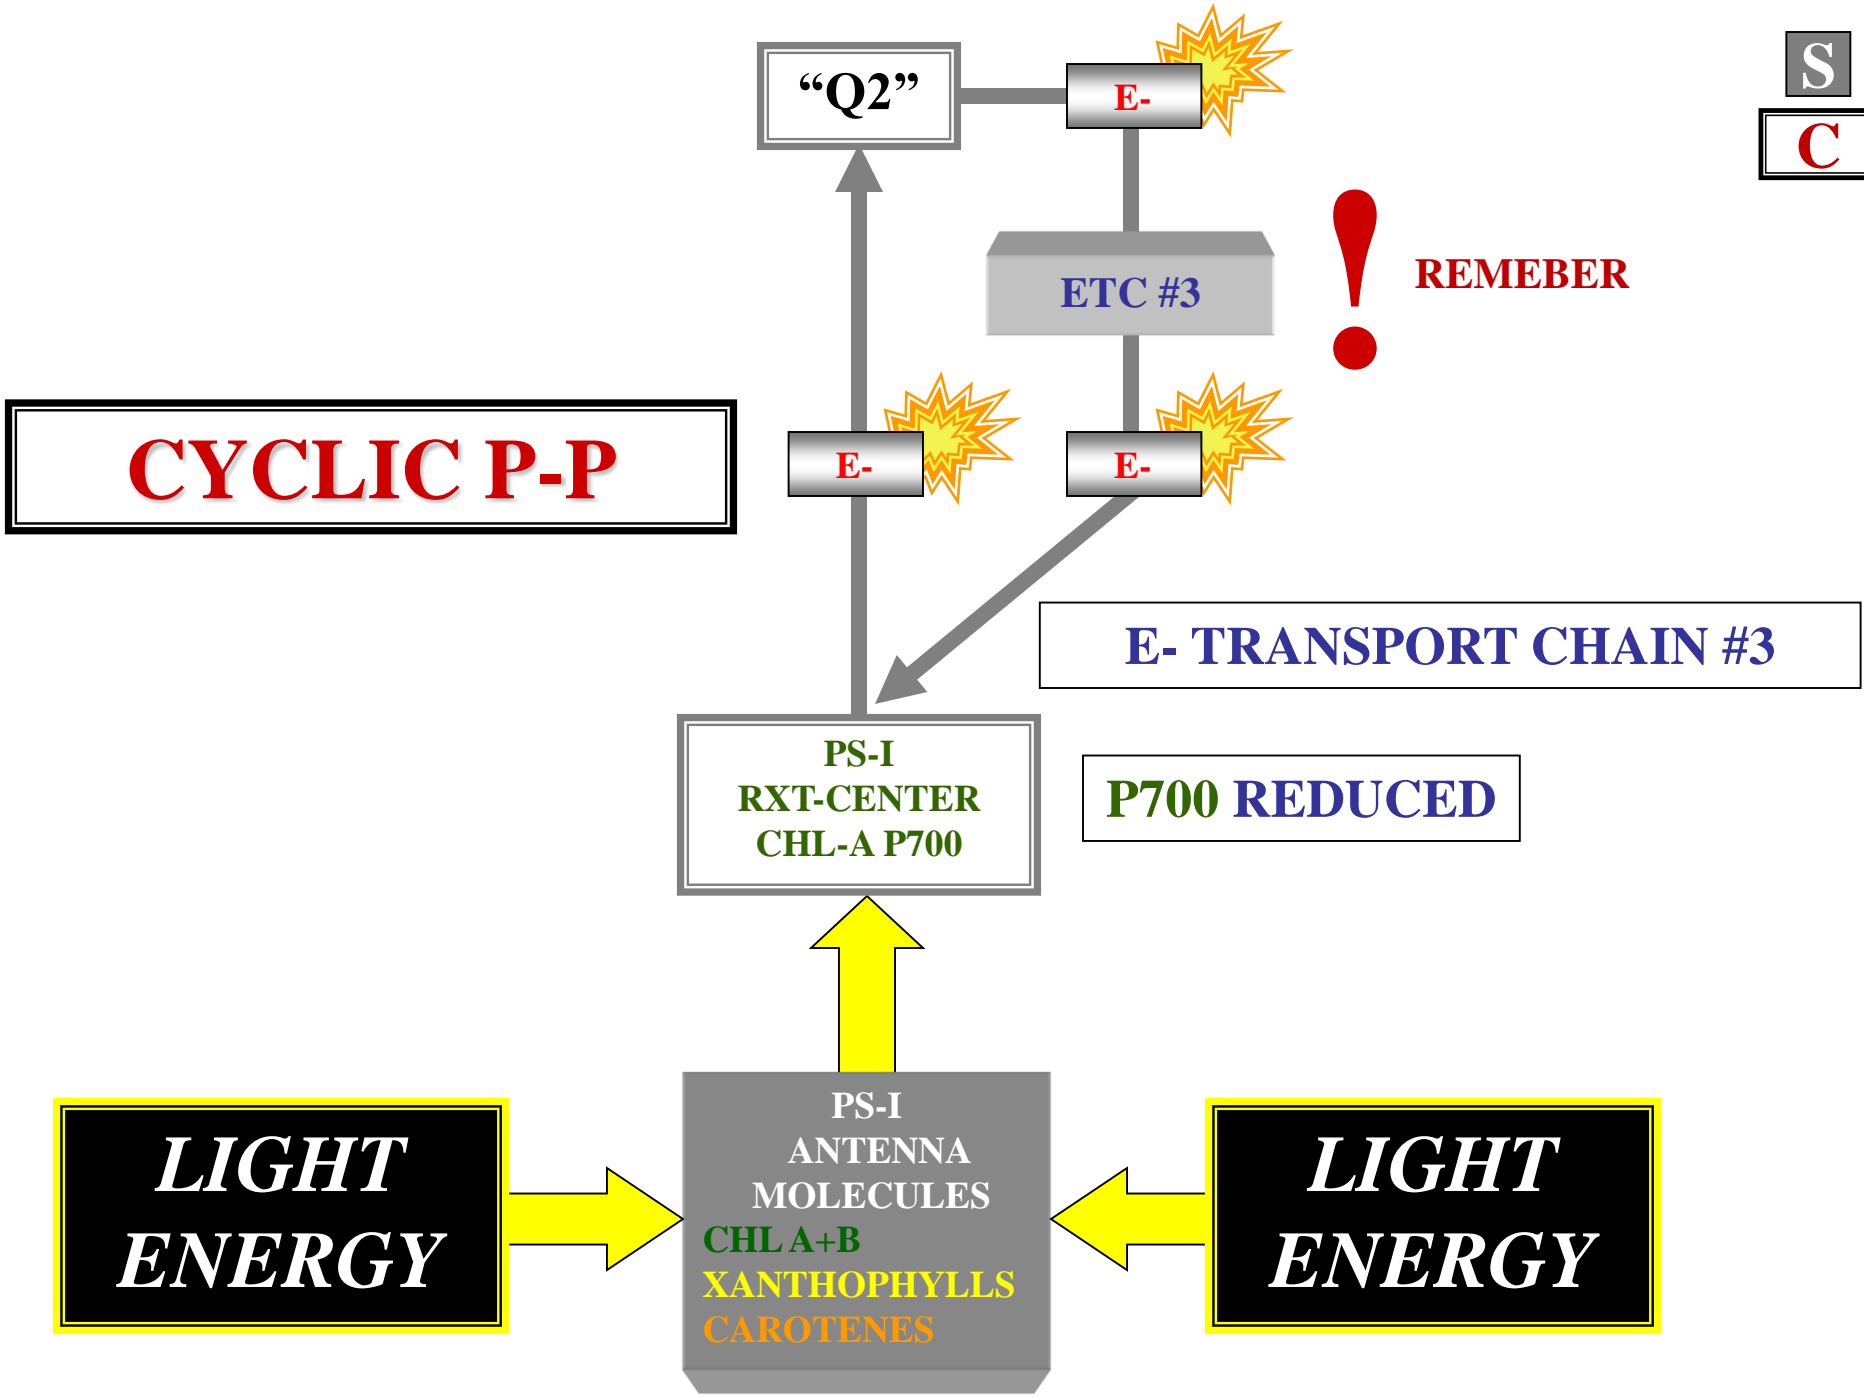 “Q2”
E-
S
C
ETC #3
REMEBER
CYCLIC P-P
E-
E-
E- TRANSPORT CHAIN #3
PS-I
RXT-CENTER
CHL-A P700
P700 REDUCED
LIGHT
ENERGY
PS-I
ANTENNA
MOLECULES
CHL A+B
XANTHOPHYLLS
CAROTENES
LIGHT
ENERGY